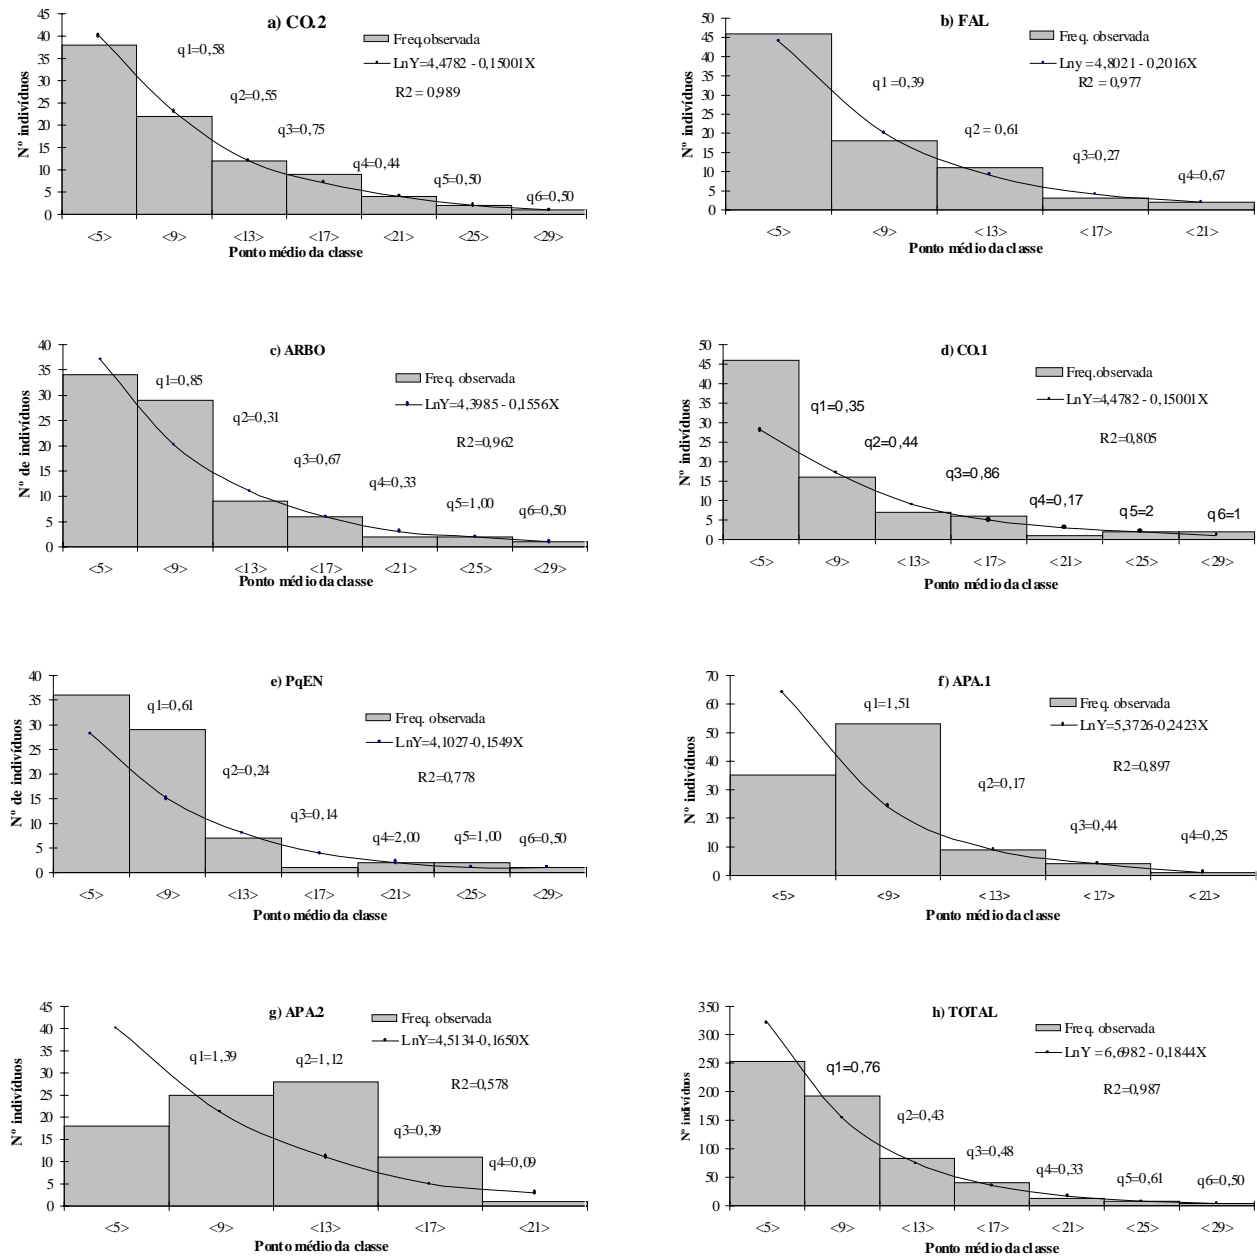 a) CO.2
Nº indivíduos
45
40
35
30
25
20
15
10
5
0
Freq.observada
LnY=4,4782 - 0,15001X
R2 = 0,989
q1=0,58
q2=0,55
q3=0,75
q4=0,44
q5=0,50
q6=0,50
<5> <9> <13> <17> <21> <25> <29>
Ponto médio da classe
b) FAL
Nº indivíduos
50
45
40
35
30
25
20
15
10
5
0
Freq. observada
Lny = 4,8021 - 0,2016X
R2 = 0,977
q1 = 0,39
q2 = 0,61
q3=0,27
q4=0,67
<5> <9> <13> <17> <21>
Ponto médio da classe
c) ARBO
Nº de indivíduos
40
35
30
25
20
15
10
5
0
Freq. observada
LnY=4,3985 - 0,1556X
R2=0,962
q1=0,85
q2=0,31
q3=0,67
q4=0,33
q5=1,00
q6=0,50
<5> <9> <13> <17> <21> <25> <29>
Ponto médio da classe
d) CO.1
Nº indivíduos
50
45
40
35
30
25
20
15
10
5
0
Freq.observada
LnY=4,4782 - 0,15001X
R2=0,805
q1=0,35
q2=0,44
q3=0,86
q4=0,17
q5=2
q6=1
<5> <9> <13> <17> <21> <25> <29>
Ponto médio da classe
e) PqEN
Nº de indivíduos
40
35
30
25
20
15
10
5
0
Freq. observada
LnY=4,1027-0,1549X
R2=0,778
q1=0,61
q2=0,24
q3=0,14
q4=2,00
q5=1,00
q6=0,50
<5> <9> <13> <17> <21> <25> <29>
Ponto médio da classe
f) APA.1
Nº indivíduos
70
60
50
40
30
20
10
0
Freq. observada
LnY=5,3726-0,2423X
R2=0,897
q1=1,51
q2=0,17
q3=0,44
q4=0,25
<5> <9> <13> <17> <21>
Ponto médio da classe
g) APA.2
Nº indivíduos
45
40
35
30
25
20
15
10
5
0
Freq. observada
LnY=4,5134-0,1650X
R2=0,578
q1=1,39
q2=1,12
q3=0,39
q4=0,09
<5> <9> <13> <17> <21>
Ponto médio da classe
h) TOTAL
Nº indivíduos
350
300
250
200
150
100
50
0
Freq. observada
LnY = 6,6982 - 0,1844X
R2=0,987
q1=0,76
q2=0,43
q3=0,48
q4=0,33
q5=0,61
q6=0,50
<5> <9> <13> <17> <21> <25> <29>
Ponto médio da classe